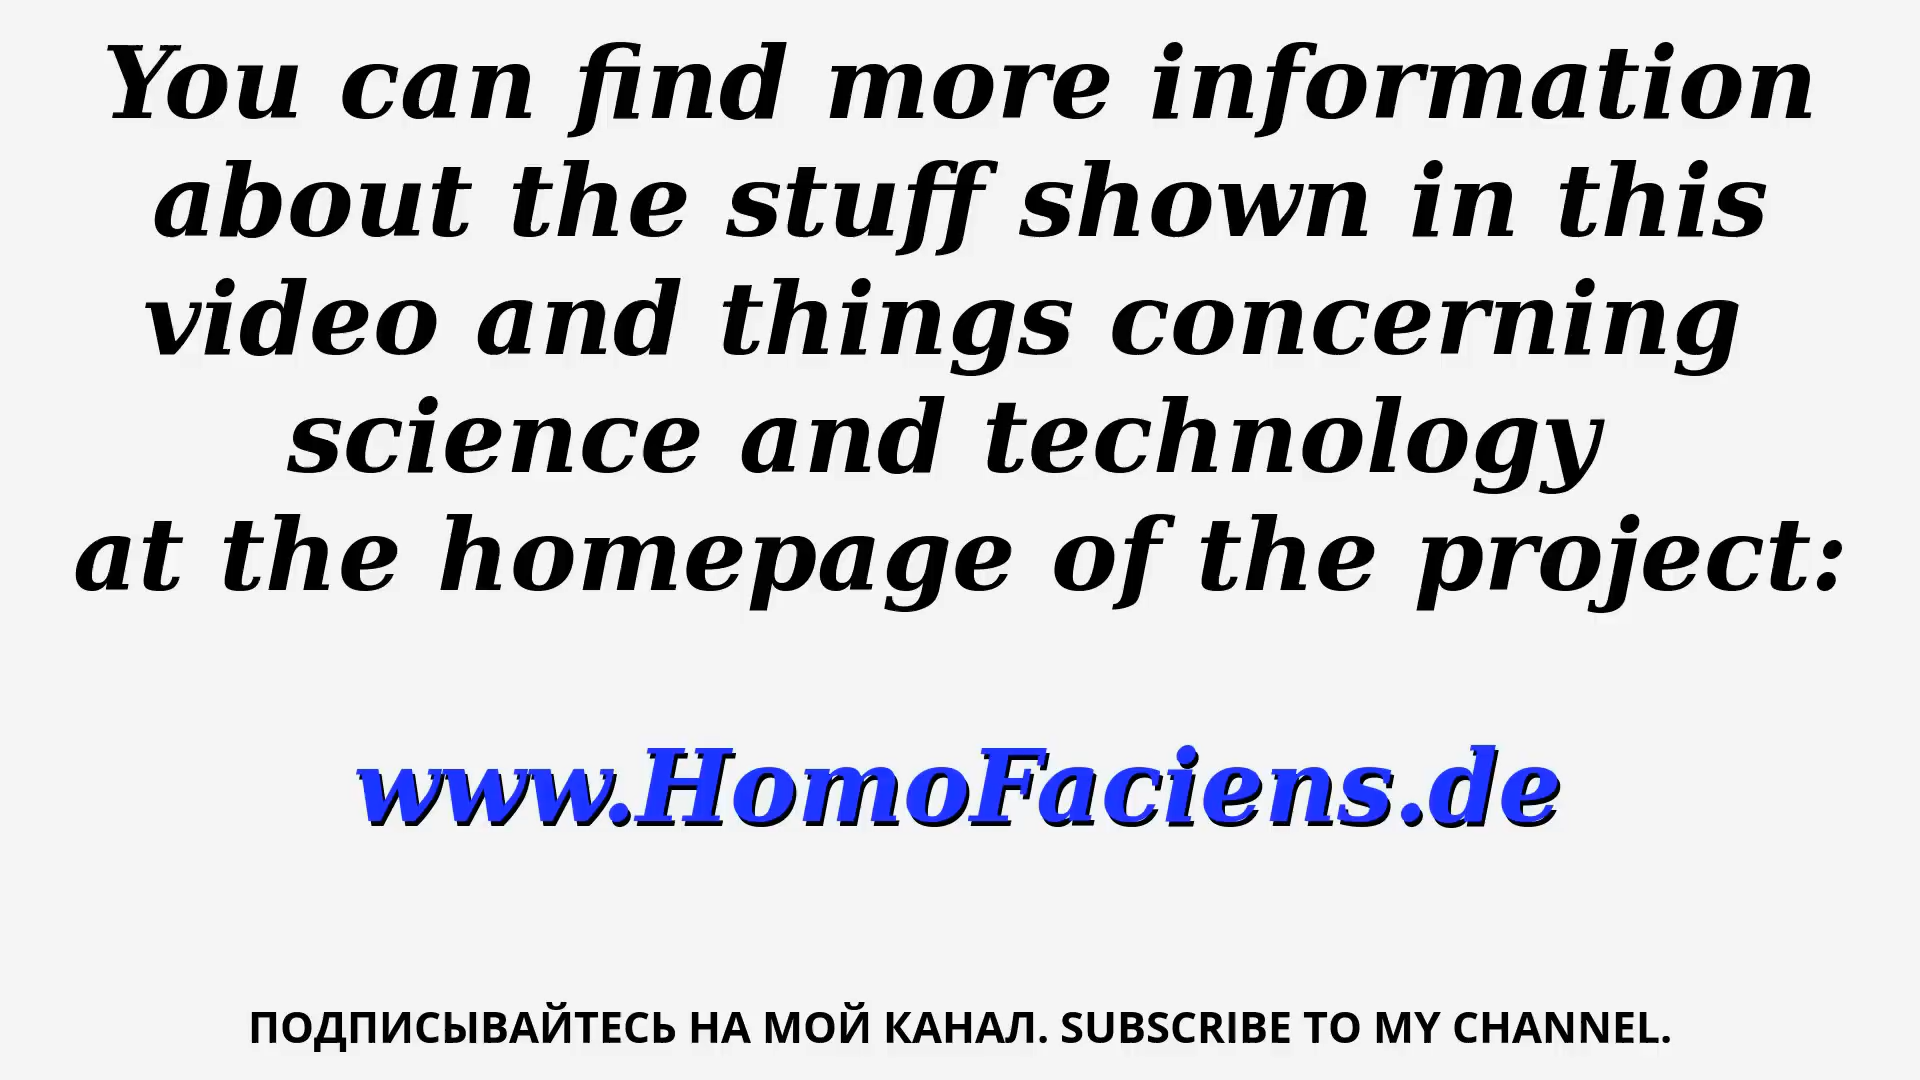 You can find more information
about the stuff shown in this
video and things concerning
science and technology
at the homepage of the project:
www.HomoFaciens.de
ПОДПИСЫВАЙТЕСЬ НА МОЙ КАНАЛ. SUBSCRIBE TO MY CHANNEL.